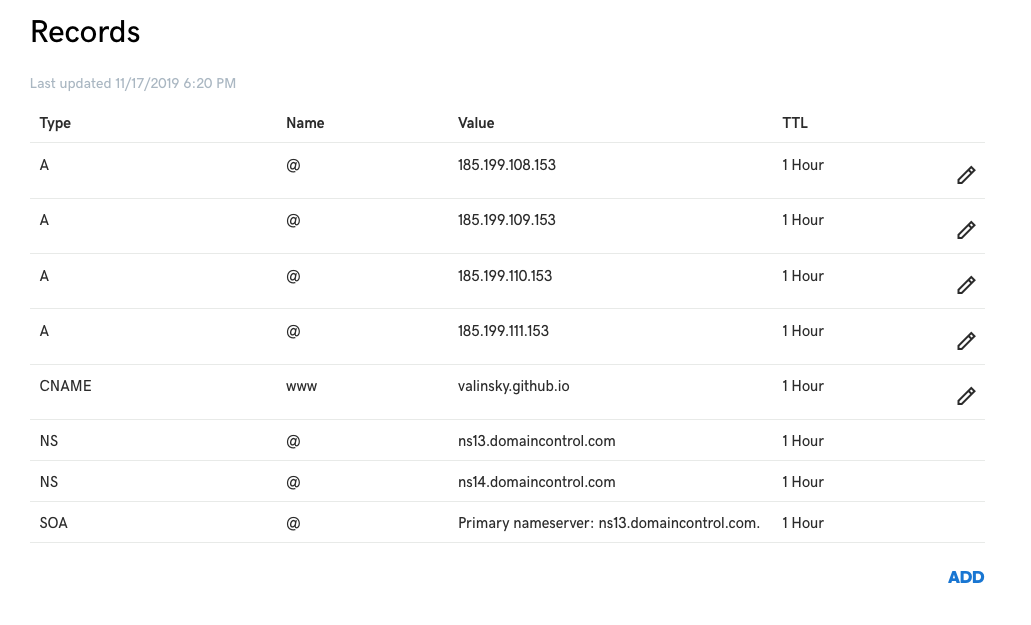 Records
Last updated 11/17/2019 6:20 PM
Type Name Value TTL
A @ 185.199.108.153 1 Hour
A @ 185.199.109.153 1 Hour
A @ 185.199.110.153 1 Hour
A @ 185.199.111.153 1 Hour
CNAME www valinsky.github.io 1 Hour
NS @ ns13.domaincontrol.com 1 Hour
NS @ ns14.domaincontrol.com 1 Hour
SOA @ Primary nameserver: ns13.domaincontrol.com. 1 Hour
ADD